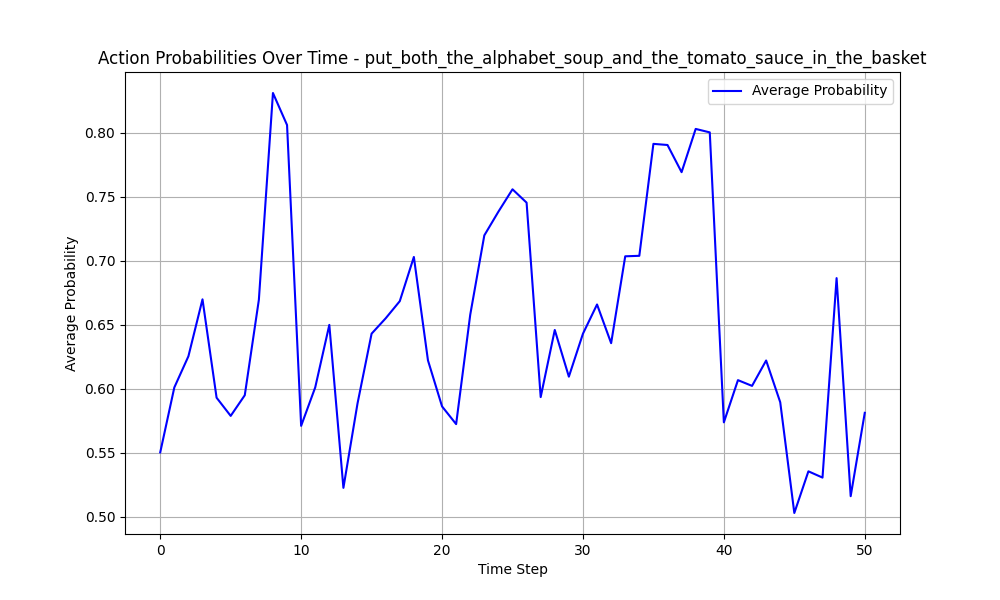 Action Probabilities Over Time - put_both_the_alphabet_soup_and_the_tomato_sauce_in_the_basket
Average Probability
0.80
0.75
0.70
0.65
0.60
0.55
0.50
Average Probability
0 10 20 30 40 50
Time Step